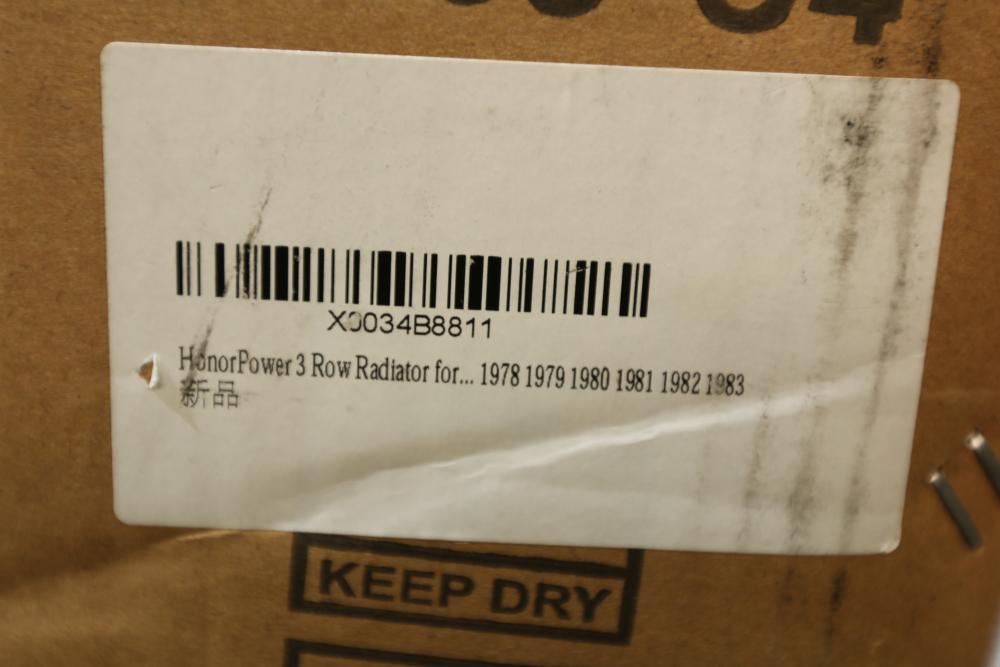 X0034B8811
HonorPower 3 Row Radiator for... 1978 1979 1980 1981 1982 1983
新品
KEEP DRY